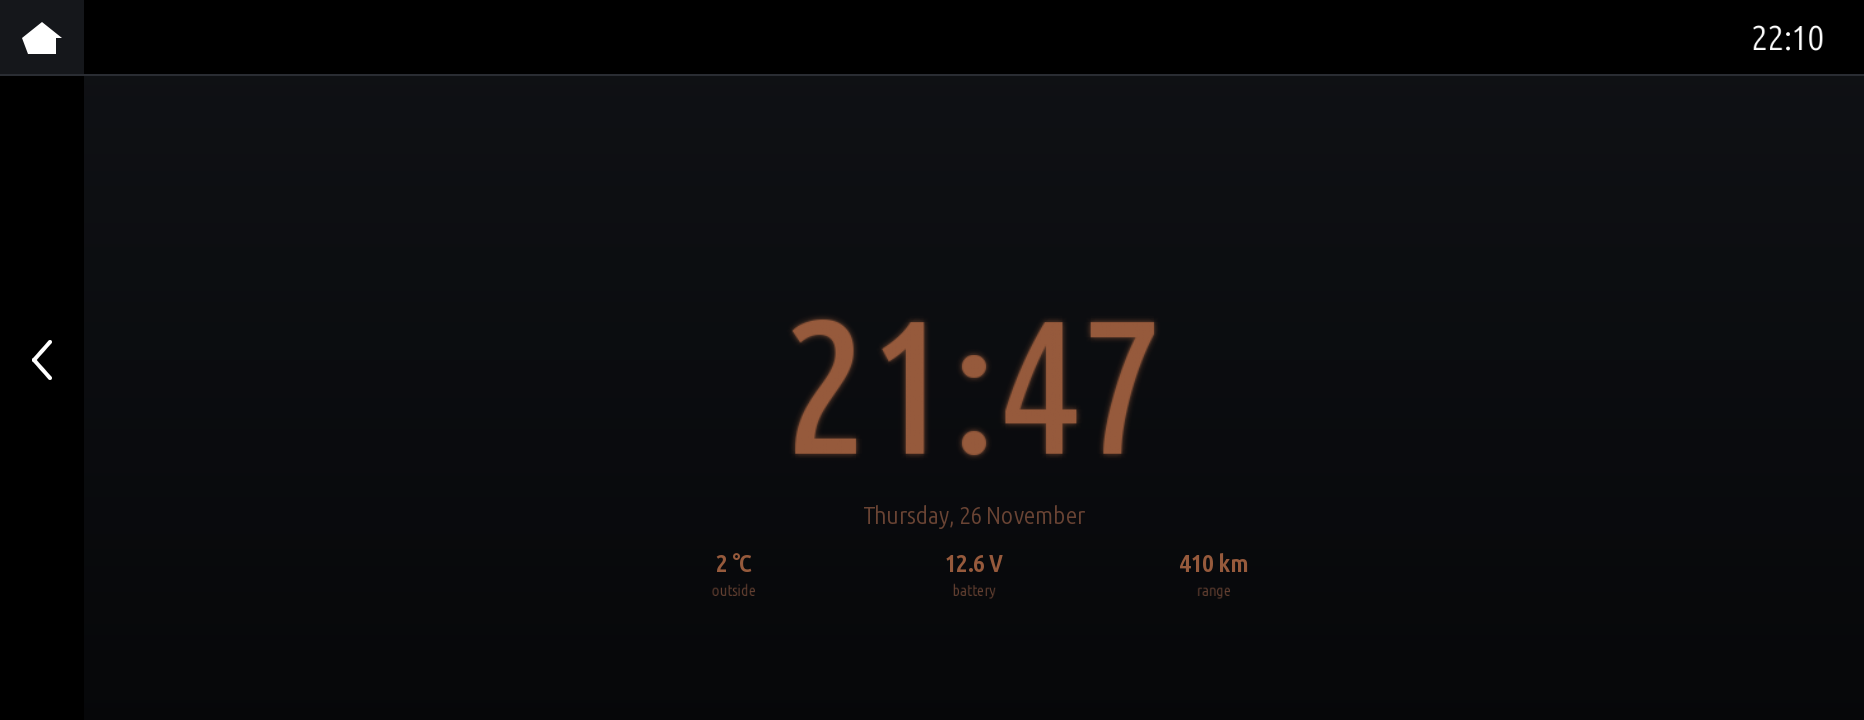 22:10
21:47
Thursday, 26 November
2 °C 12.6 V 410 km
outside battery range